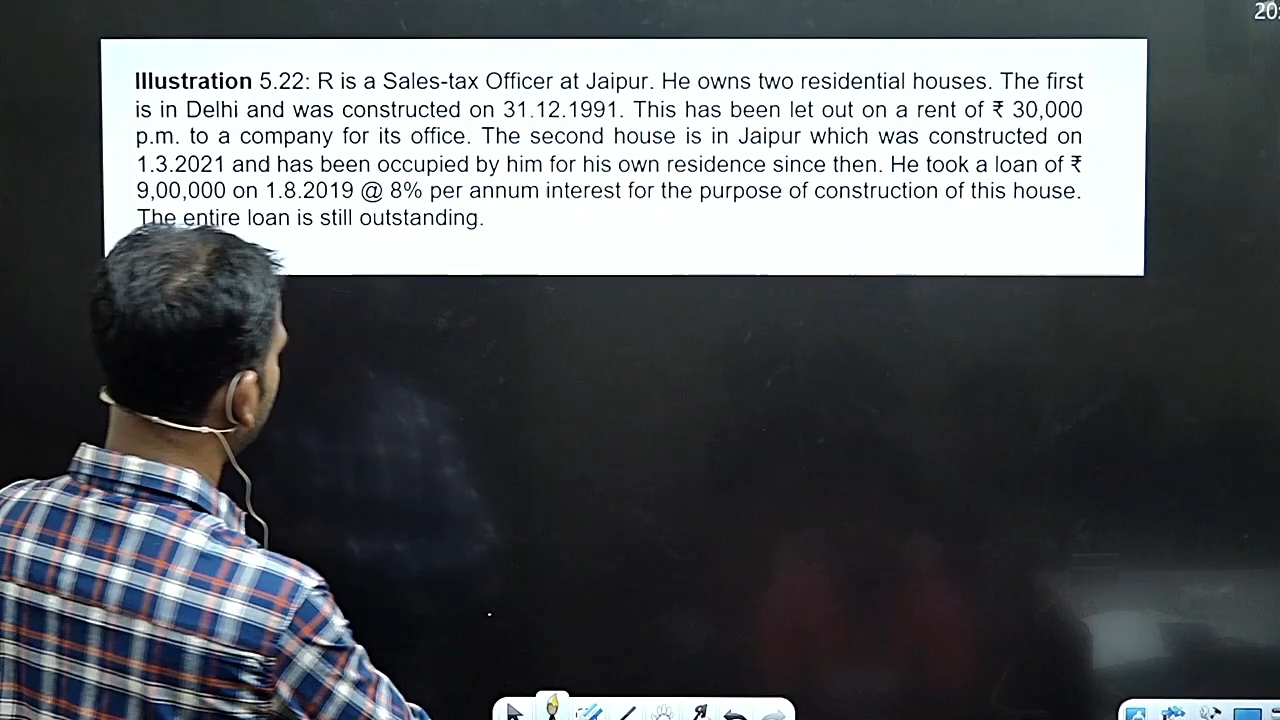 20:
Illustration 5.22: R is a Sales-tax Officer at Jaipur. He owns two residential houses. The first
is in Delhi and was constructed on 31.12.1991. This has been let out on a rent of ₹ 30,000
p.m. to a company for its office. The second house is in Jaipur which was constructed on
1.3.2021 and has been occupied by him for his own residence since then. He took a loan of ₹
9,00,000 on 1.8.2019 @ 8% per annum interest for the purpose of construction of this house.
The entire loan is still outstanding.